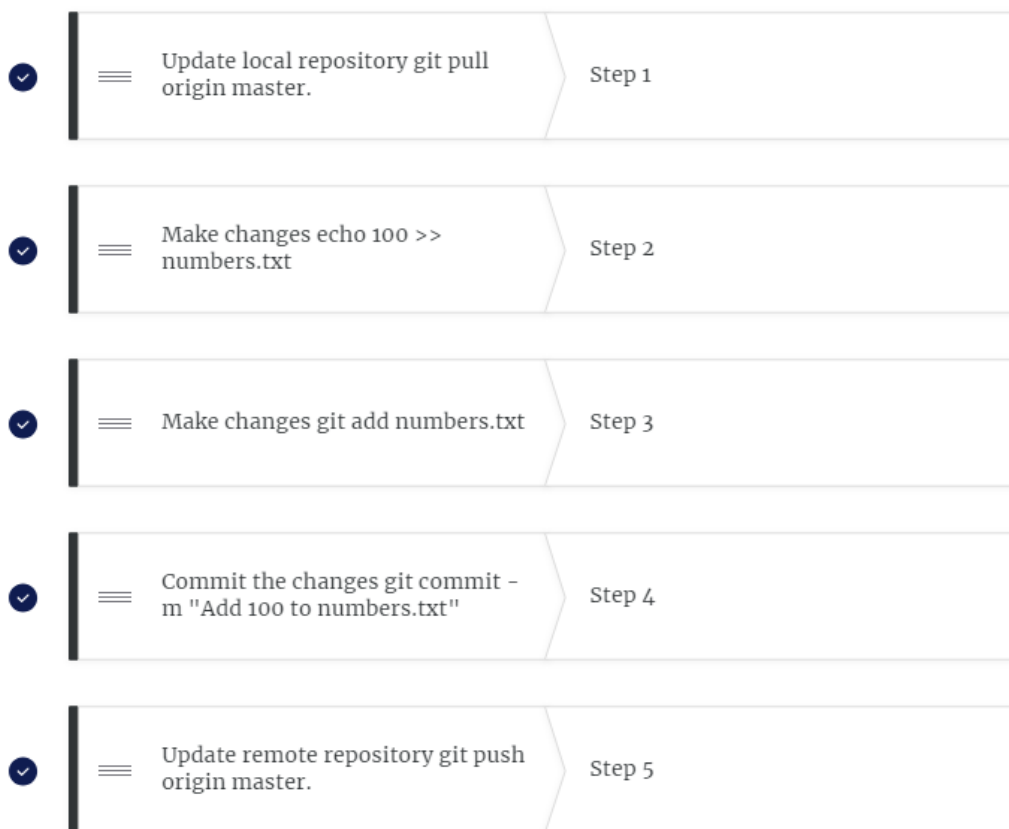 Update local repository git pull
origin master.
Step 1
Make changes echo 100 >>
numbers.txt
Step 2
Make changes git add numbers.txt
Step 3
Commit the changes git commit -
m "Add 100 to numbers.txt"
Step 4
Update remote repository git push
origin master.
Step 5